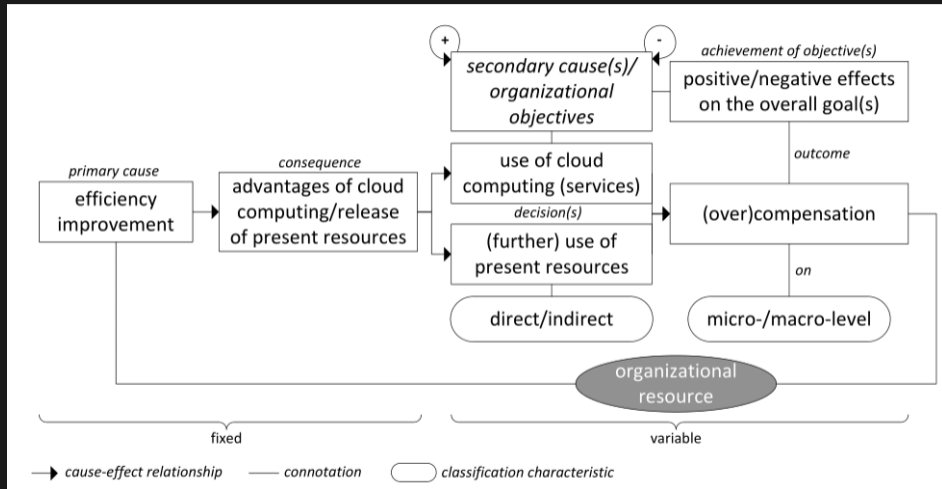 +
-
achievement of objective(s)
secondary cause(s)/
organizational
objectives
positive/negative effects
on the overall goal(s)
outcome
primary cause
efficiency
improvement
consequence
advantages of cloud
computing/release
of present resources
use of cloud
computing (services)
decision(s)
(further) use of
present resources
(over)compensation
on
direct/indirect
micro-/macro-level
organizational
resource
fixed
variable
cause-effect relationship
connotation
classification characteristic